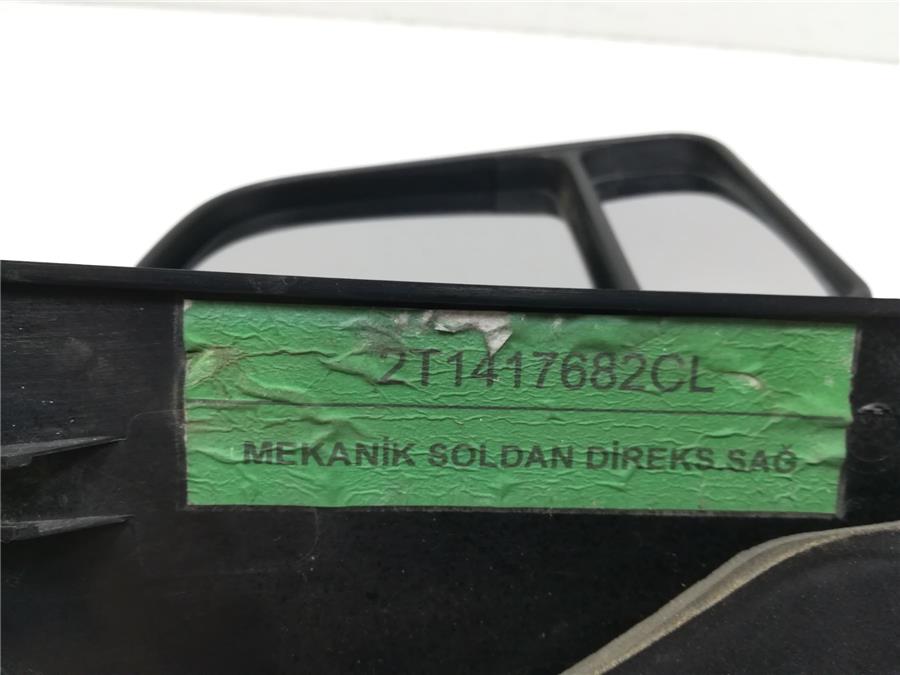 2T1417682CL
MEKANİK SOLDAN DİREKS.SAĞ